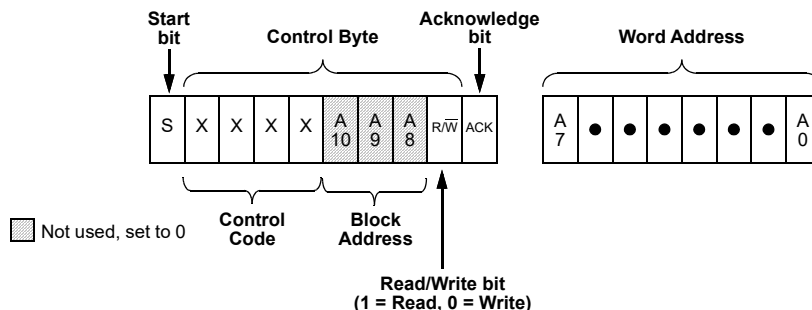 Start
bit
Control Byte
Acknowledge
bit
Word Address
S X X X X A
10 A
9 A
8 R/W̅ ACK
A
7 ● ● ● ● ● ● A
0
Control
Code
Block
Address
Not used, set to 0
Read/Write bit
(1 = Read, 0 = Write)